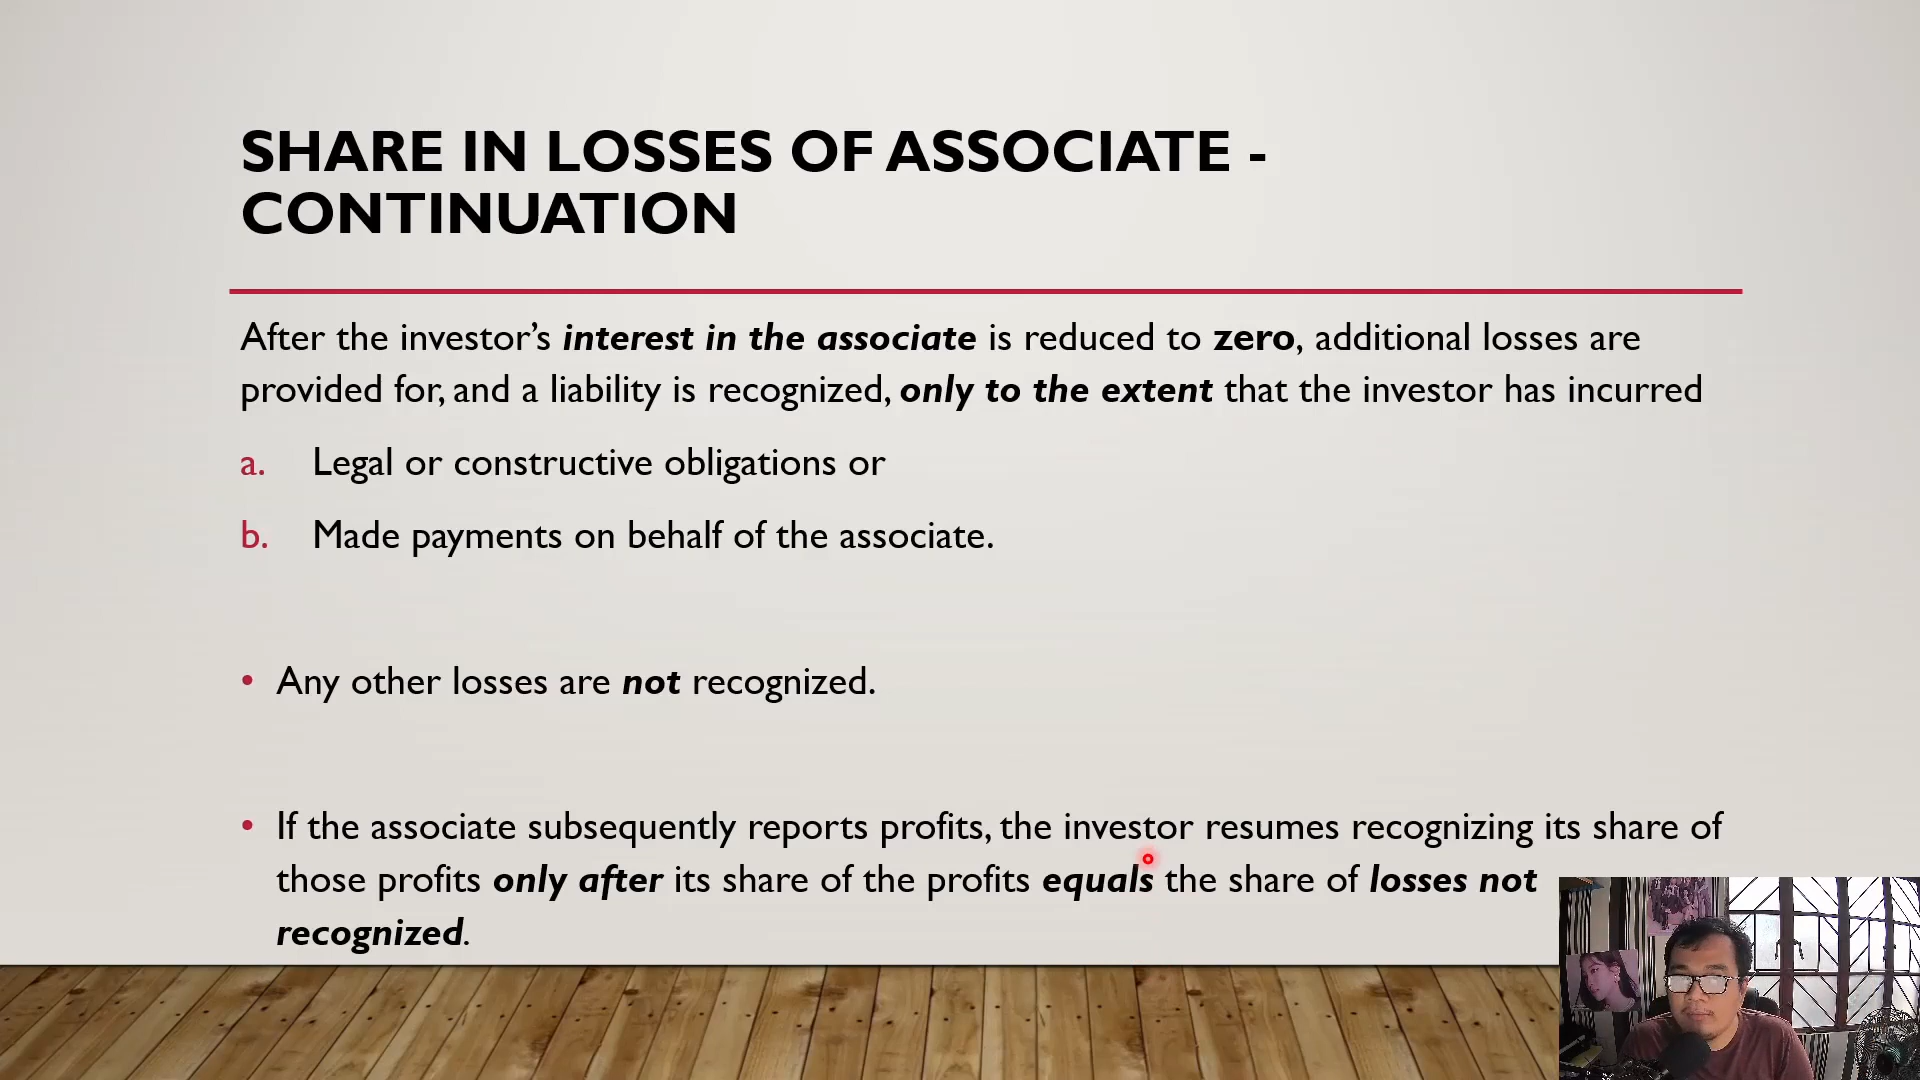 SHARE IN LOSSES OF ASSOCIATE -
CONTINUATION
After the investor’s interest in the associate is reduced to zero, additional losses are
provided for, and a liability is recognized, only to the extent that the investor has incurred
a. Legal or constructive obligations or
b. Made payments on behalf of the associate.
• Any other losses are not recognized.
• If the associate subsequently reports profits, the investor resumes recognizing its share of
those profits only after its share of the profits equals the share of losses not
recognized.